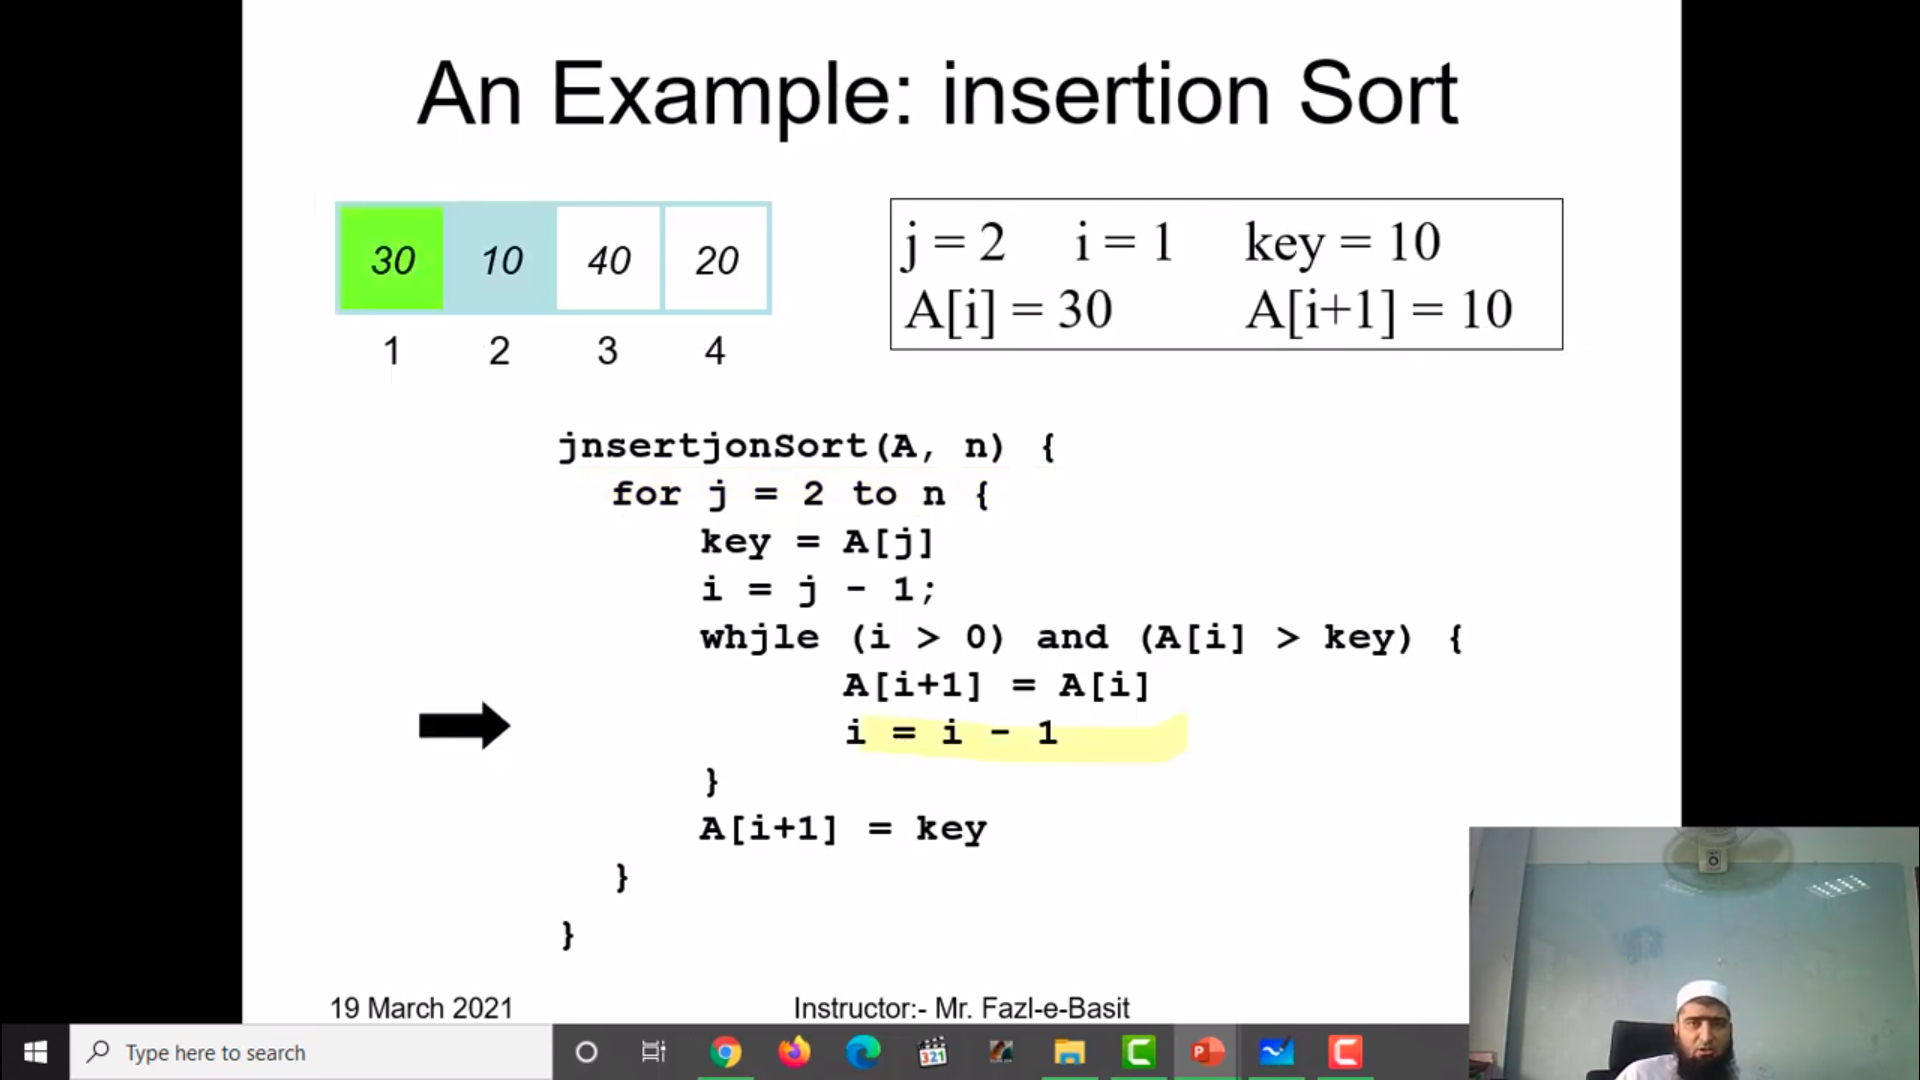 An Example: insertion Sort
30 10 40 20
1 2 3 4
j = 2 i = 1 key = 10
A[i] = 30 A[i+1] = 10
jnsertjonSort(A, n) {
for j = 2 to n {
key = A[j]
i = j - 1;
whjle (i > 0) and (A[i] > key) {
A[i+1] = A[i]
i = i - 1
}
A[i+1] = key
}
}
19 March 2021 Instructor:- Mr. Fazl-e-Basit
Type here to search
321